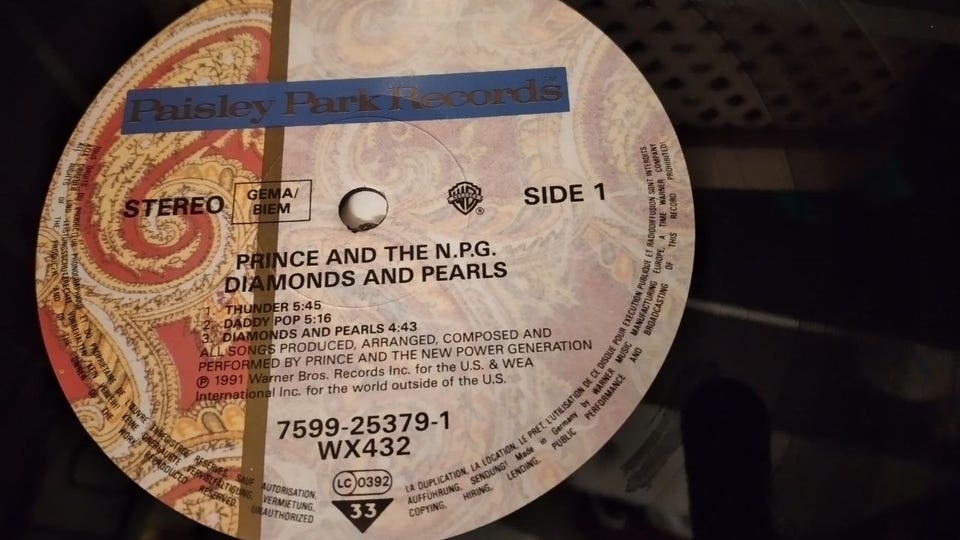 Paisley Park Records
STEREO
GEMA/
BIEM
SIDE 1
PRINCE AND THE N.P.G.
DIAMONDS AND PEARLS
1. THUNDER 5:45
2. DADDY POP 5:16
3. DIAMONDS AND PEARLS 4:43
ALL SONGS PRODUCED, ARRANGED, COMPOSED AND
PERFORMED BY PRINCE AND THE NEW POWER GENERATION
℗ 1991 Warner Bros. Records Inc. for the U.S. & WEA
International Inc. for the world outside of the U.S.
7599-25379-1
WX432
LC 0392
33
AUTORISATION,
VERMIETUNG,
UNAUTHORIZED
LA DUPLICATION, LA LOCATION, LE PRET, L'UTILISATION DE CE DISQUE POUR EXECUTION PUBLIQUE ET RADIODIFFUSION SONT INTERDITS
AUFFÜHRUNG, SENDUNG! Made in Germany by WARNER MUSIC MANUFACTURING EUROPE, A TIME WARNER COMPANY
COPYING, HIRING, LENDING, PUBLIC PERFORMANCE AND BROADCASTING OF THIS RECORD PROHIBITED!